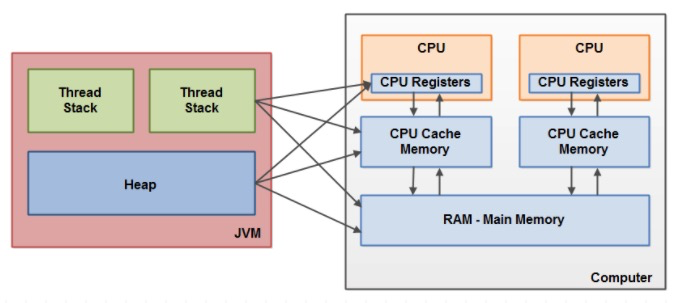 Thread
Stack
Thread
Stack
Heap
JVM
CPU
CPU Registers
CPU Cache
Memory
CPU
CPU Registers
CPU Cache
Memory
RAM - Main Memory
Computer